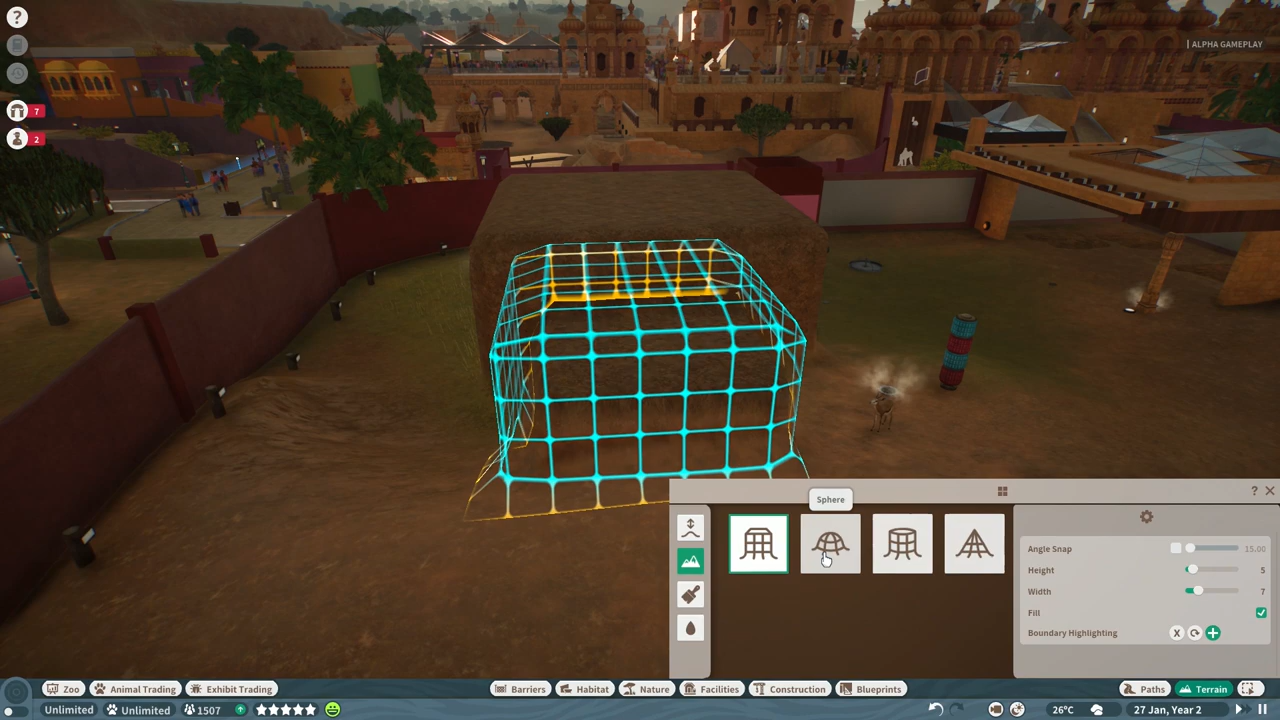 ?
ALPHA GAMEPLAY
7
2
Sphere
?
Angle Snap 15.00
Height 5
Width 7
Fill
Boundary Highlighting X
Zoo Animal Trading Exhibit Trading Barriers Habitat Nature Facilities Construction Blueprints Paths Terrain
Unlimited Unlimited 1507 26°C 27 Jan, Year 2